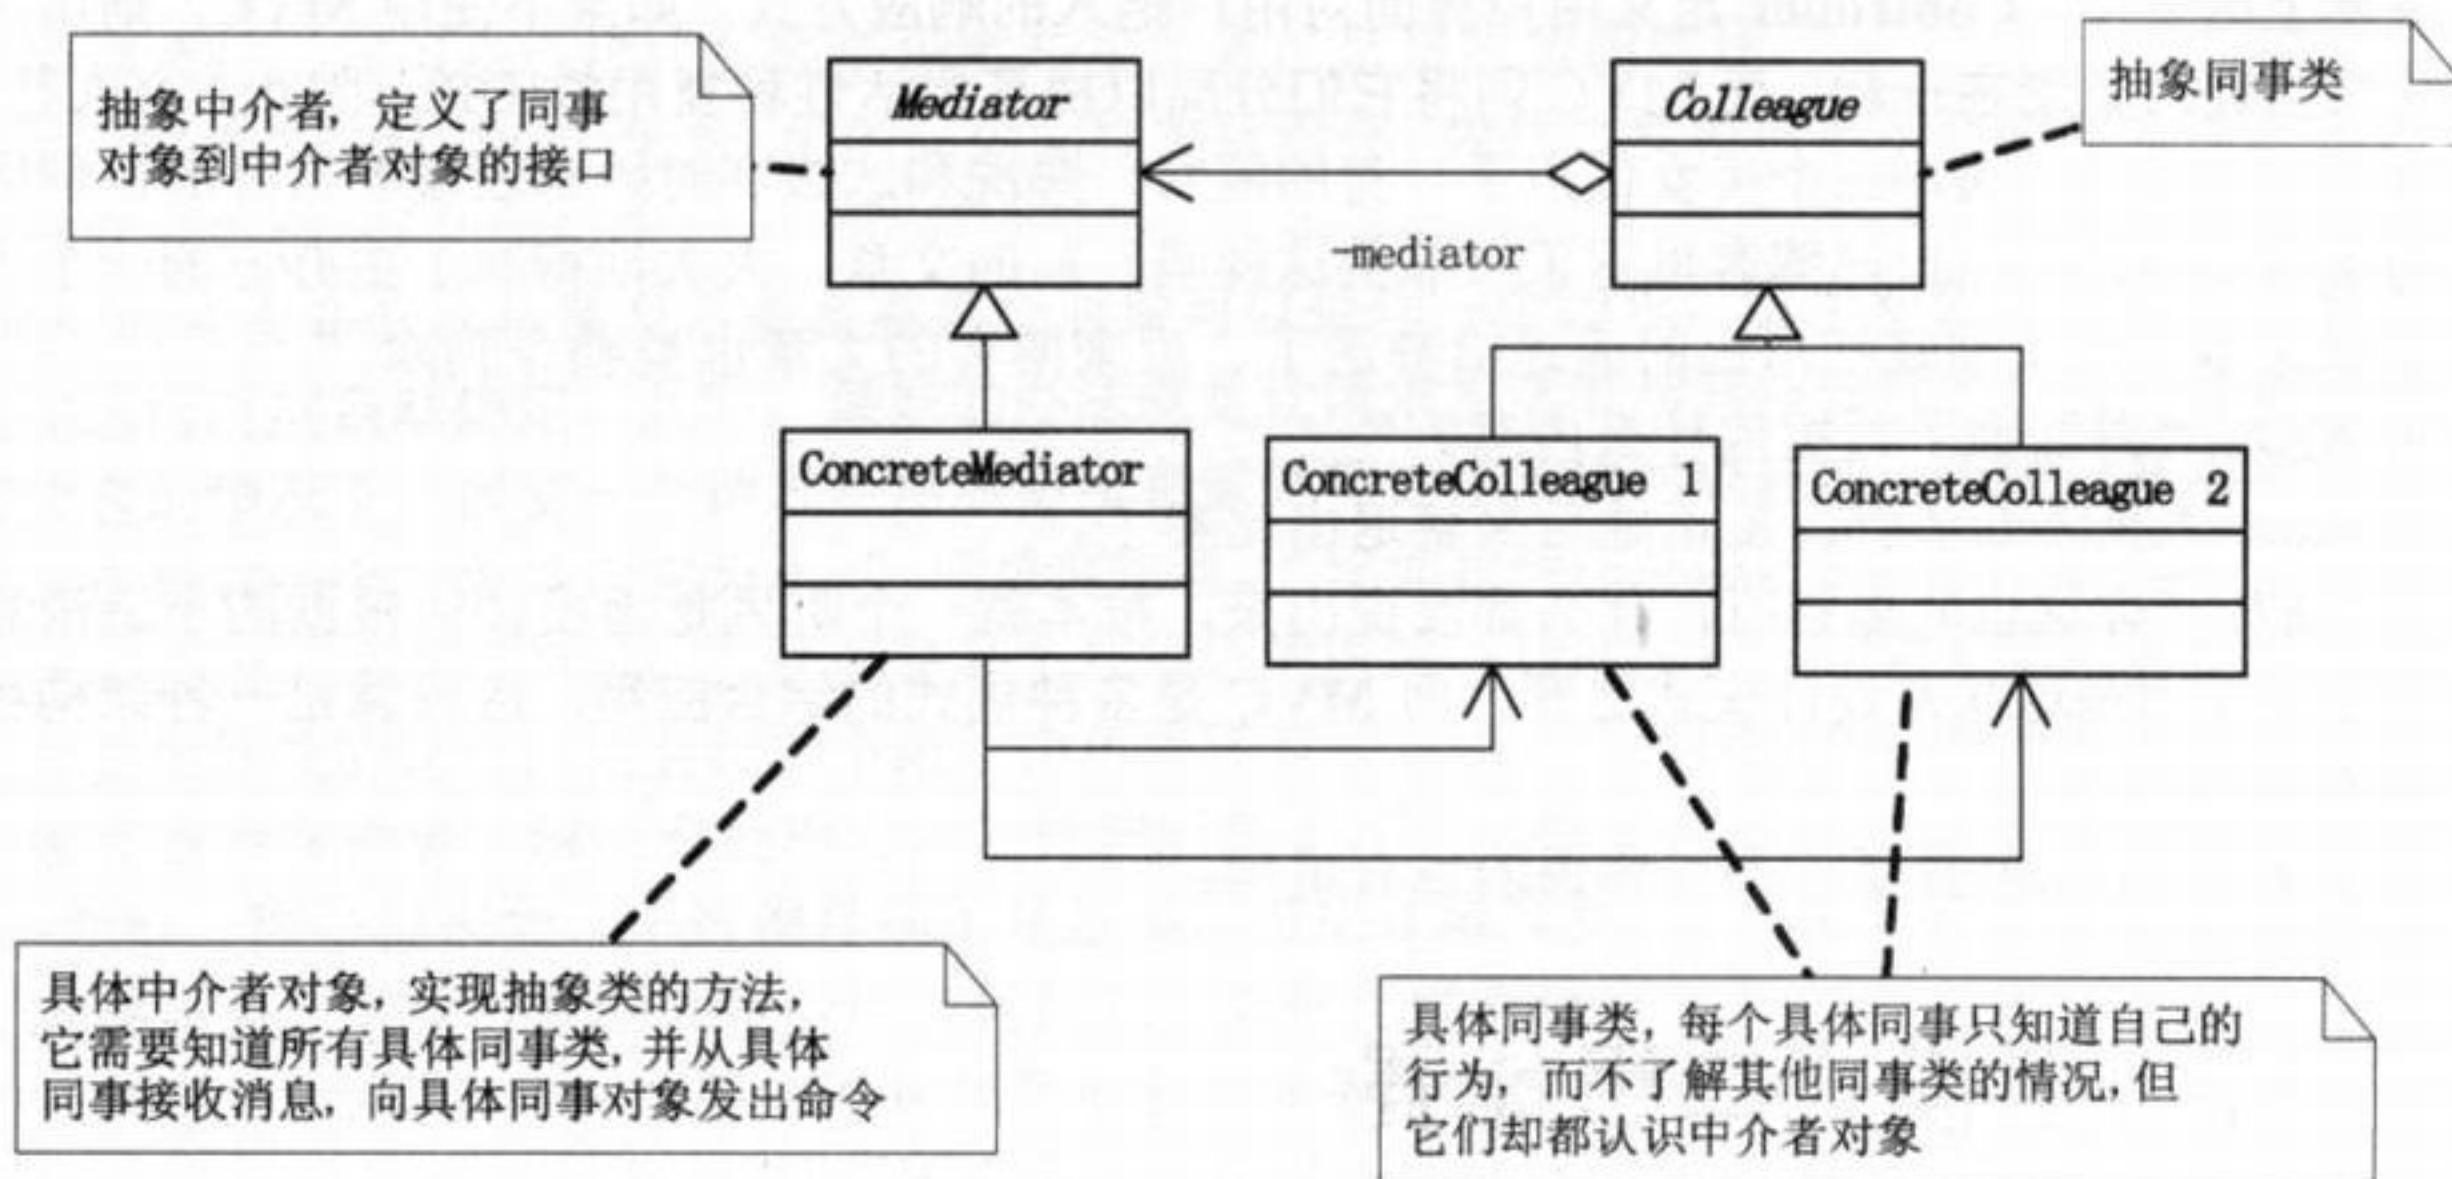 抽象中介者, 定义了同事
对象到中介者对象的接口
Mediator
Colleague
抽象同事类
-mediator
ConcreteMediator
ConcreteColleague 1
ConcreteColleague 2
具体中介者对象, 实现抽象类的方法,
它需要知道所有具体同事类, 并从具体
同事接收消息, 向具体同事对象发出命令
具体同事类, 每个具体同事只知道自己的
行为, 而不了解其他同事类的情况, 但
它们却都认识中介者对象